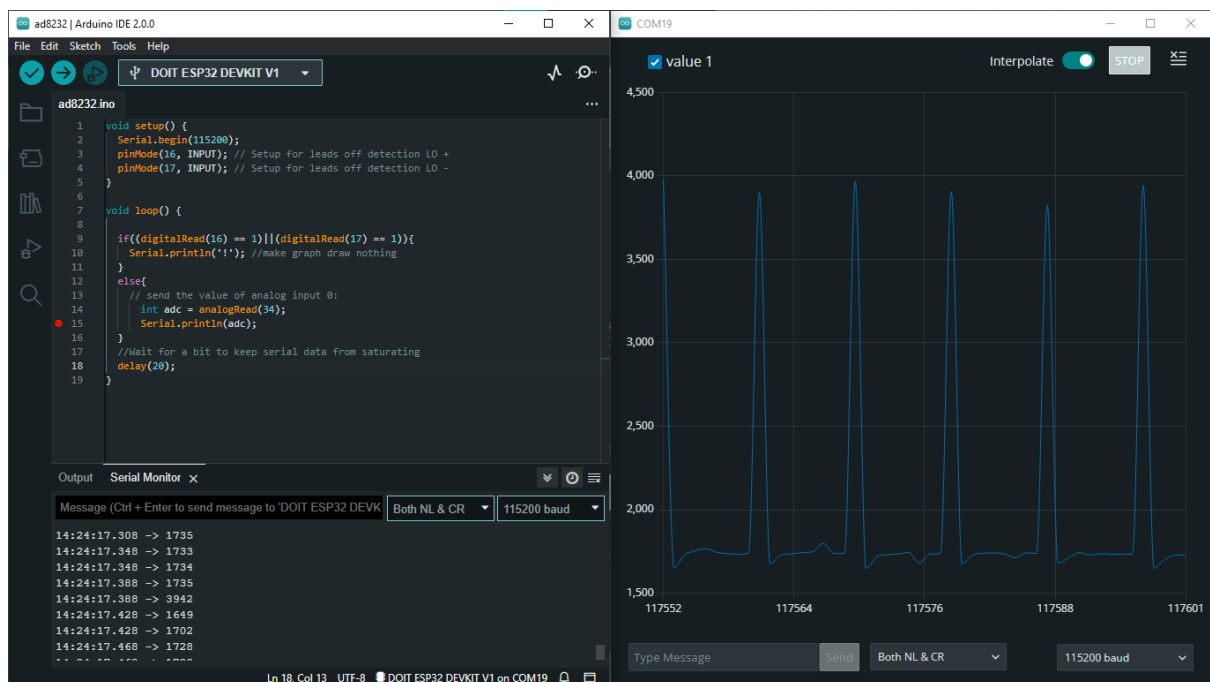 ad8232 | Arduino IDE 2.0.0
File Edit Sketch Tools Help
DOIT ESP32 DEVKIT V1
ad8232.ino
1 void setup() {
2 Serial.begin(115200);
3 pinMode(16, INPUT); // Setup for leads off detection LO +
4 pinMode(17, INPUT); // Setup for leads off detection LO -
5 }
6
7 void loop() {
8
9 if((digitalRead(16) == 1)||(digitalRead(17) == 1)){
10 Serial.println('!'); //make graph draw nothing
11 }
12 else{
13 // send the value of analog input 0:
14 int adc = analogRead(34);
15 Serial.println(adc);
16 }
17 //Wait for a bit to keep serial data from saturating
18 delay(20);
19 }
Output Serial Monitor x
Message (Ctrl + Enter to send message to 'DOIT ESP32 DEVK
Both NL & CR
115200 baud
14:24:17.308 -> 1735
14:24:17.348 -> 1733
14:24:17.348 -> 1734
14:24:17.388 -> 1735
14:24:17.388 -> 3942
14:24:17.428 -> 1649
14:24:17.428 -> 1702
14:24:17.468 -> 1728
Ln 18, Col 13 UTF-8 DOIT ESP32 DEVKIT V1 on COM19
COM19
value 1
Interpolate
STOP
4,500
4,000
3,500
3,000
2,500
2,000
1,500
117552 117564 117576 117588 117601
Type Message
Send
Both NL & CR
115200 baud